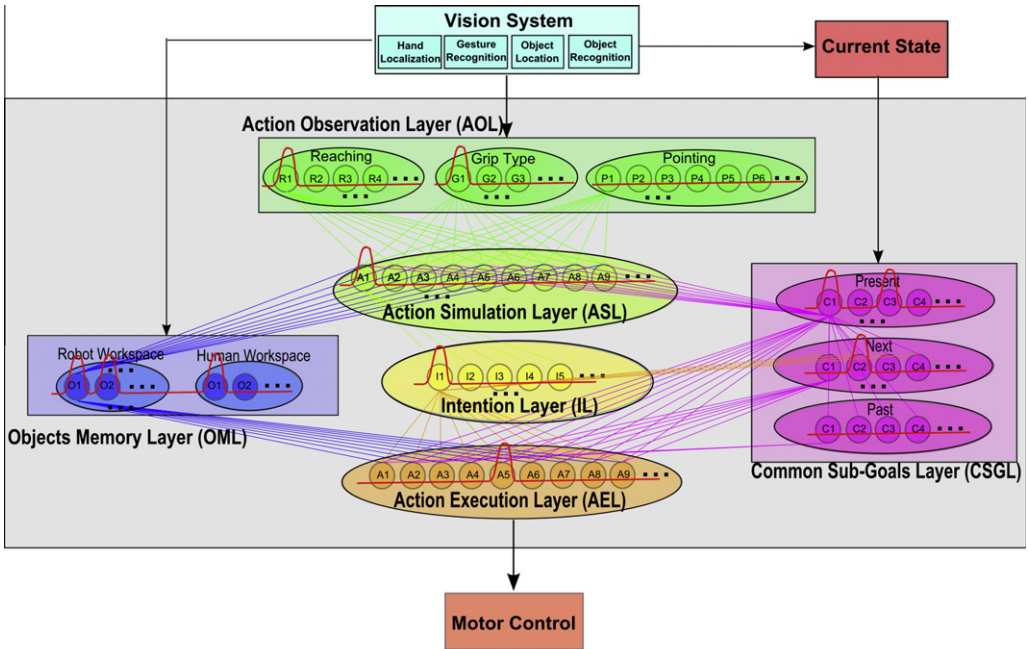 Vision System
Hand Localization
Gesture Recognition
Object Location
Object Recognition
Current State
Action Observation Layer (AOL)
Reaching
R1 R2 R3 R4
Grip Type
G1 G2 G3
Pointing
P1 P2 P3 P4 P5 P6
A1 A2 A3 A4 A5 A6 A7 A8 A9
Action Simulation Layer (ASL)
Present
C1 C2 C3 C4
Next
C1 C2 C3 C4
Past
C1 C2 C3 C4
Common Sub-Goals Layer (CSGL)
Robot Workspace
O1 O2
Human Workspace
O1 O2
Objects Memory Layer (OML)
I1 I2 I3 I4 I5
Intention Layer (IL)
A1 A2 A3 A4 A5 A6 A7 A8 A9
Action Execution Layer (AEL)
Motor Control